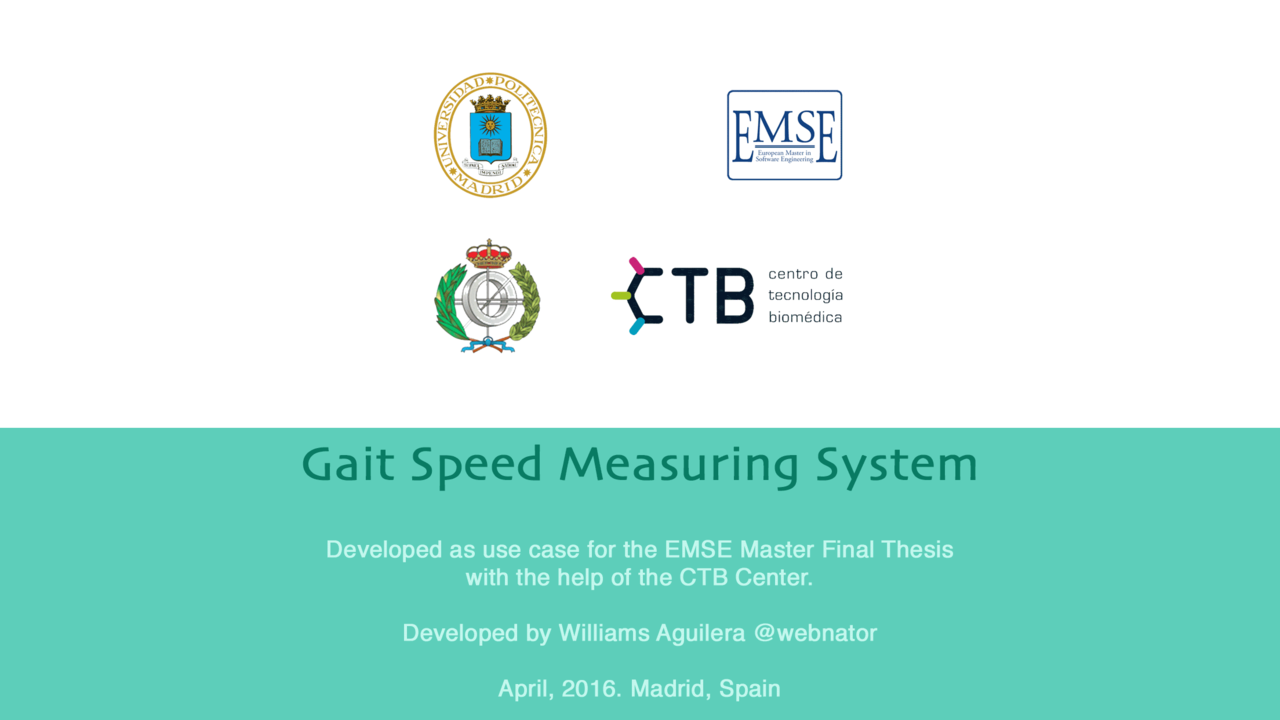 UNIVERSIDAD POLITECNICA
MADRID
EMSE
European Master in
Software Engineering
CTB
centro de
tecnología
biomédica
Gait Speed Measuring System
Developed as use case for the EMSE Master Final Thesis
with the help of the CTB Center.
Developed by Williams Aguilera @webnator
April, 2016. Madrid, Spain